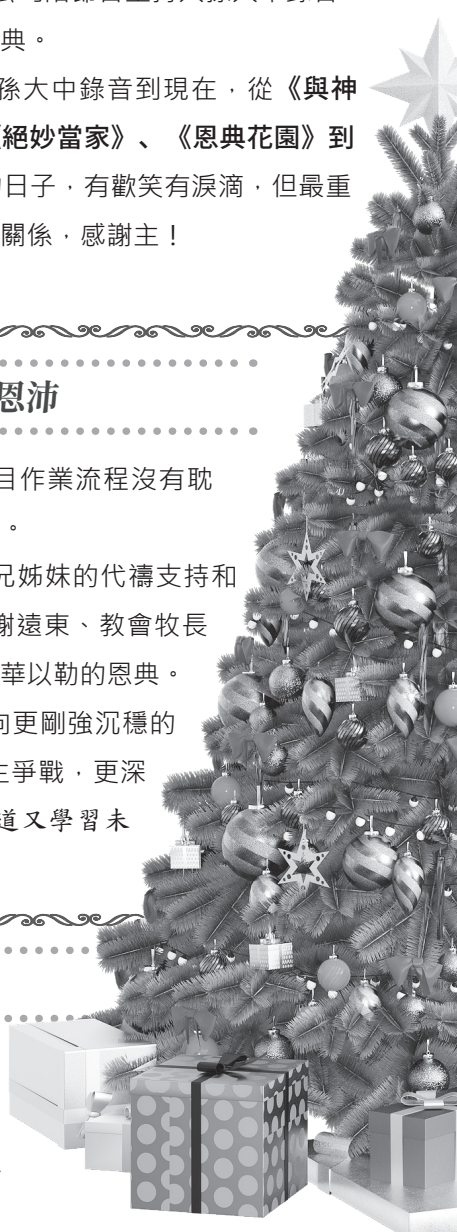 典。
孫大中錄音到現在，從《與神
絕妙當家》、《恩典花園》到
日子，有歡笑有淚滴，但最重
關係，感謝主！
恩沛
目作業流程沒有耽
。
兄姊妹的代禱支持和
謝遠東、教會牧長
華以勒的恩典。
向更剛強沉穩的
主爭戰，更深
道又學習未